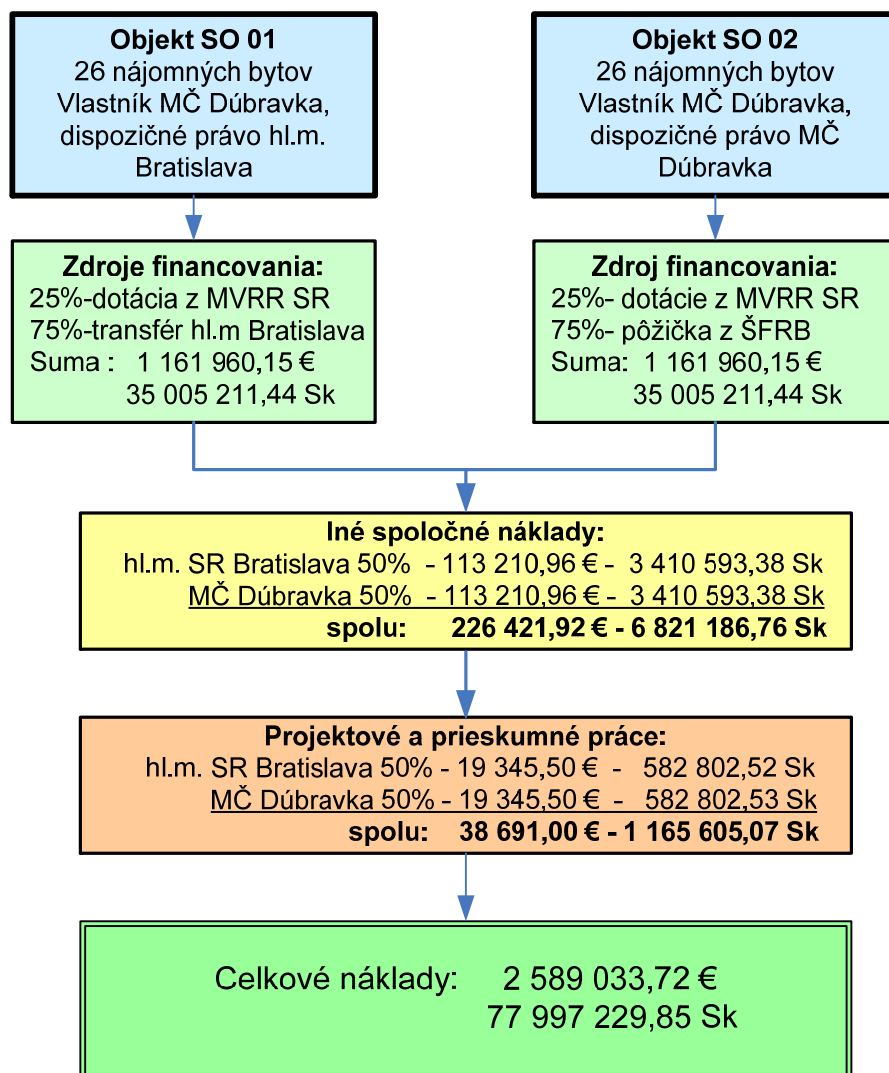 Objekt SO 01
26 nájomných bytov
Vlastník MČ Dúbravka,
dispozičné právo hl.m.
Bratislava
Objekt SO 02
26 nájomných bytov
Vlastník MČ Dúbravka,
dispozičné právo MČ
Dúbravka
Zdroje financovania:
25%-dotácia z MVRR SR
75%-transfér hl.m Bratislava
Suma : 1 161 960,15 €
35 005 211,44 Sk
Zdroj financovania:
25%- dotácie z MVRR SR
75%- pôžička z ŠFRB
Suma: 1 161 960,15 €
35 005 211,44 Sk
Iné spoločné náklady:
hl.m. SR Bratislava 50% - 113 210,96 € - 3 410 593,38 Sk
MČ Dúbravka 50% - 113 210,96 € - 3 410 593,38 Sk
spolu: 226 421,92 € - 6 821 186,76 Sk
Projektové a prieskumné práce:
hl.m. SR Bratislava 50% - 19 345,50 € - 582 802,52 Sk
MČ Dúbravka 50% - 19 345,50 € - 582 802,53 Sk
spolu: 38 691,00 € - 1 165 605,07 Sk
Celkové náklady: 2 589 033,72 €
77 997 229,85 Sk